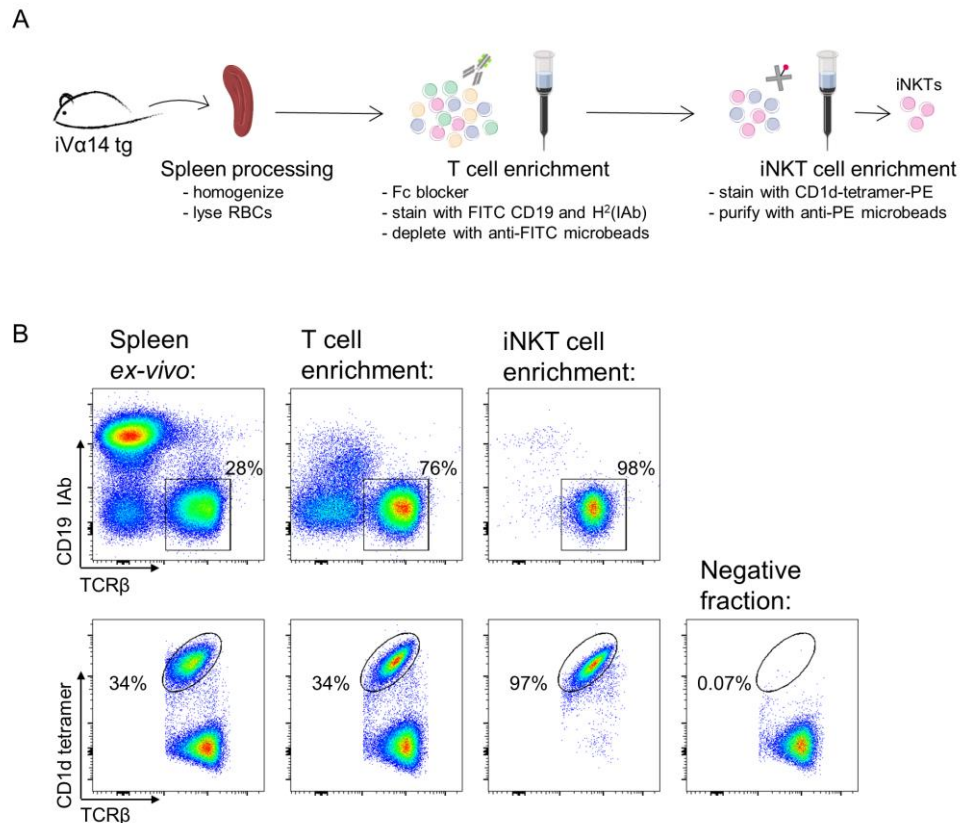 A
iVα14 tg
Spleen processing
- homogenize
- lyse RBCs
T cell enrichment
- Fc blocker
- stain with FITC CD19 and H²(IAb)
- deplete with anti-FITC microbeads
iNKTs
iNKT cell enrichment
- stain with CD1d-tetramer-PE
- purify with anti-PE microbeads
B
Spleen
ex-vivo:
T cell
enrichment:
iNKT cell
enrichment:
28%
76%
98%
CD19 IAb
TCRβ
Negative
fraction:
34%
34%
97%
0.07%
CD1d tetramer
TCRβ